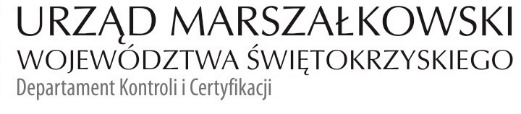 URZĄD MARSZAŁKOWSKI
WOJEWÓDZTWA ŚWIĘTOKRZYSKIEGO
Departament Kontroli i Certyfikacji